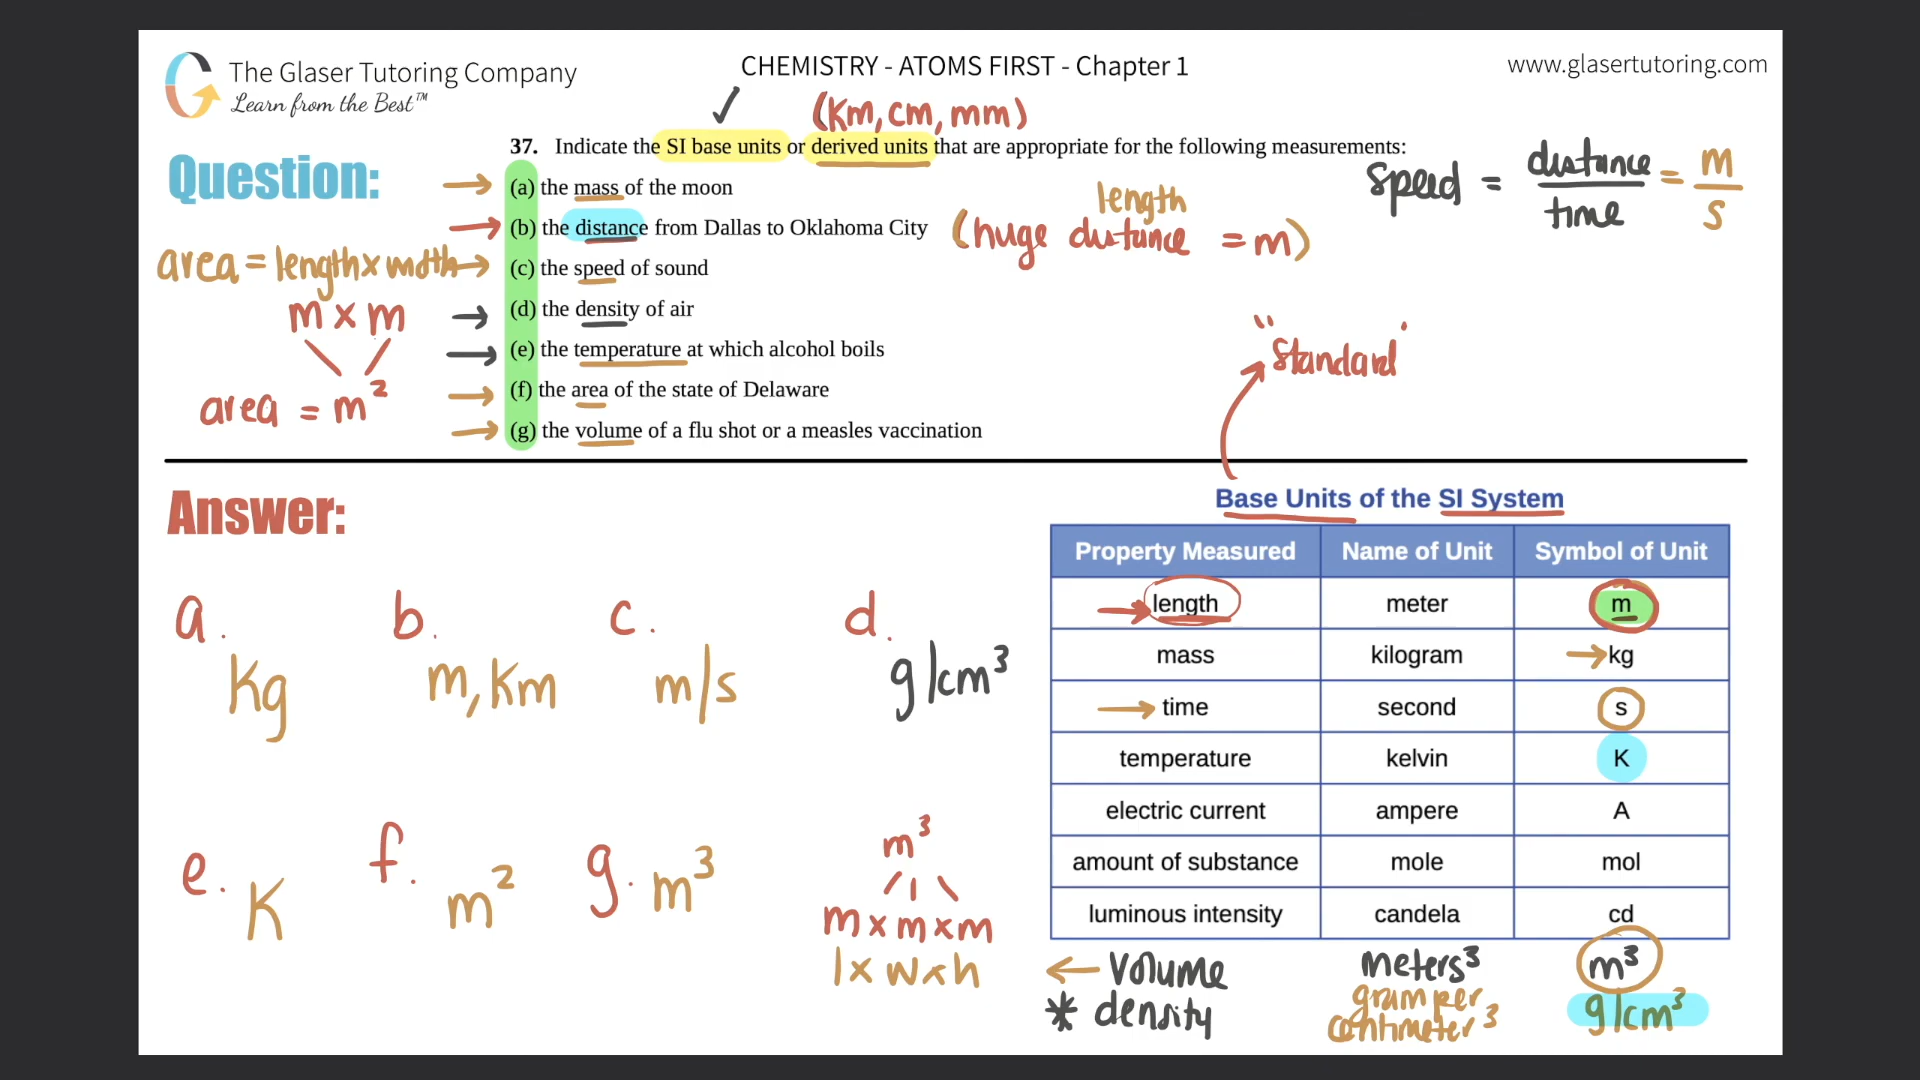 The Glaser Tutoring Company
Learn from the Best™
CHEMISTRY - ATOMS FIRST - Chapter 1
www.glasertutoring.com
(Km, cm, mm)
Question:
37. Indicate the SI base units or derived units that are appropriate for the following measurements:
(a) the mass of the moon
(b) the distance from Dallas to Oklahoma City
(c) the speed of sound
(d) the density of air
(e) the temperature at which alcohol boils
(f) the area of the state of Delaware
(g) the volume of a flu shot or a measles vaccination
length
(huge distance = m)
speed = distance / time = m / s
area = length x width
m x m
area = m²
"Standard"
Answer:
a. Kg
b. m, Km
c. m/s
d. g/cm³
e. K
f. m²
g. m³
m³
m x m x m
l x w x h
Base Units of the SI System
Property Measured Name of Unit Symbol of Unit
length meter m
mass kilogram kg
time second s
temperature kelvin K
electric current ampere A
amount of substance mole mol
luminous intensity candela cd
← Volume meters³ m³
* density gram per centimeter³ g/cm³